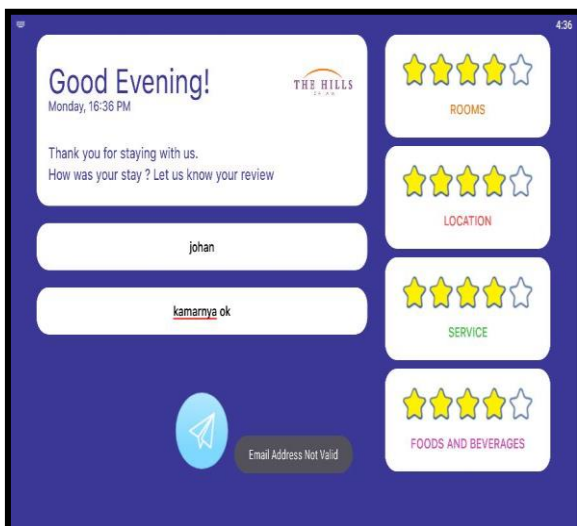 4:36
Good Evening!
Monday, 16:36 PM
THE HILLS
Thank you for staying with us.
How was your stay ? Let us know your review
johan
kamarnya ok
Email Address Not Valid
ROOMS
LOCATION
SERVICE
FOODS AND BEVERAGES